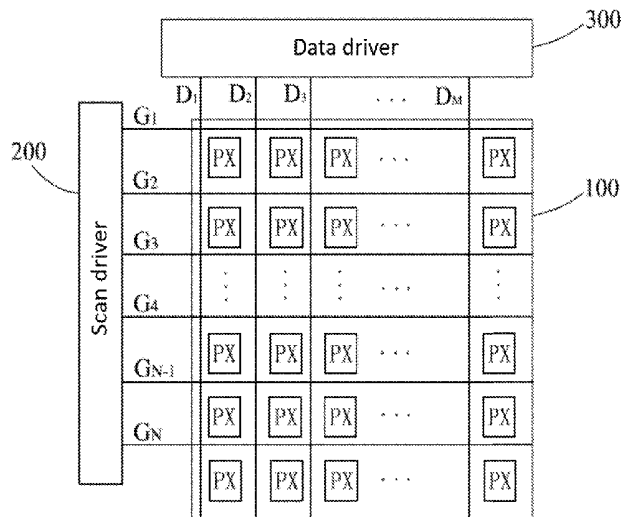 Data driver
300
D1 D2 D3 ... DM
G1
200
PX PX PX ... PX
G2
100
PX PX PX ... PX
G3
Scan driver
G4
PX PX PX ... PX
GN-1
PX PX PX ... PX
GN
PX PX PX ... PX